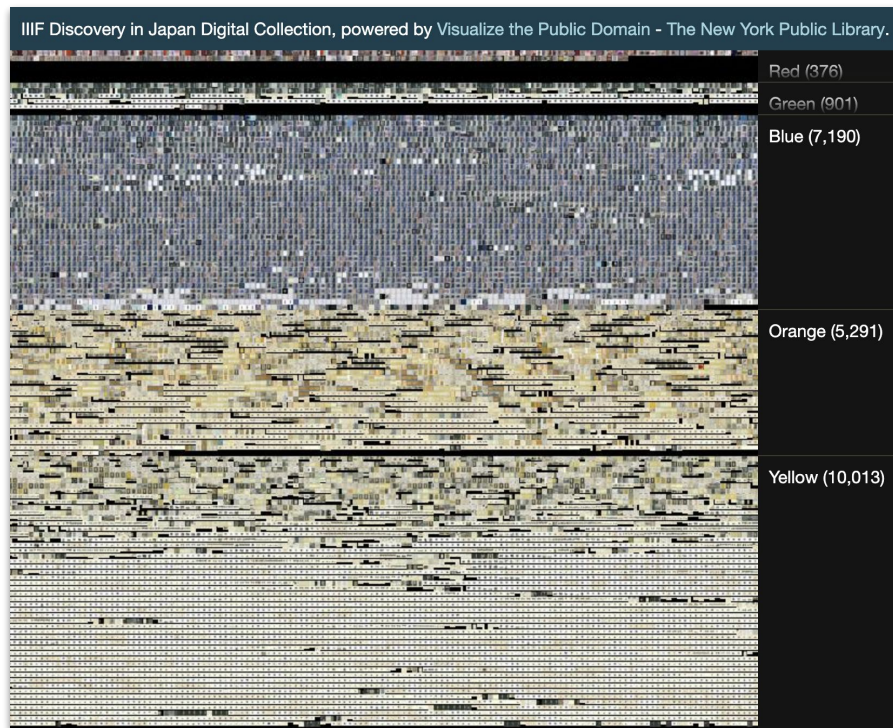 IIIF Discovery in Japan Digital Collection, powered by Visualize the Public Domain - The New York Public Library.
Red (376)
Green (901)
Blue (7,190)
Orange (5,291)
Yellow (10,013)